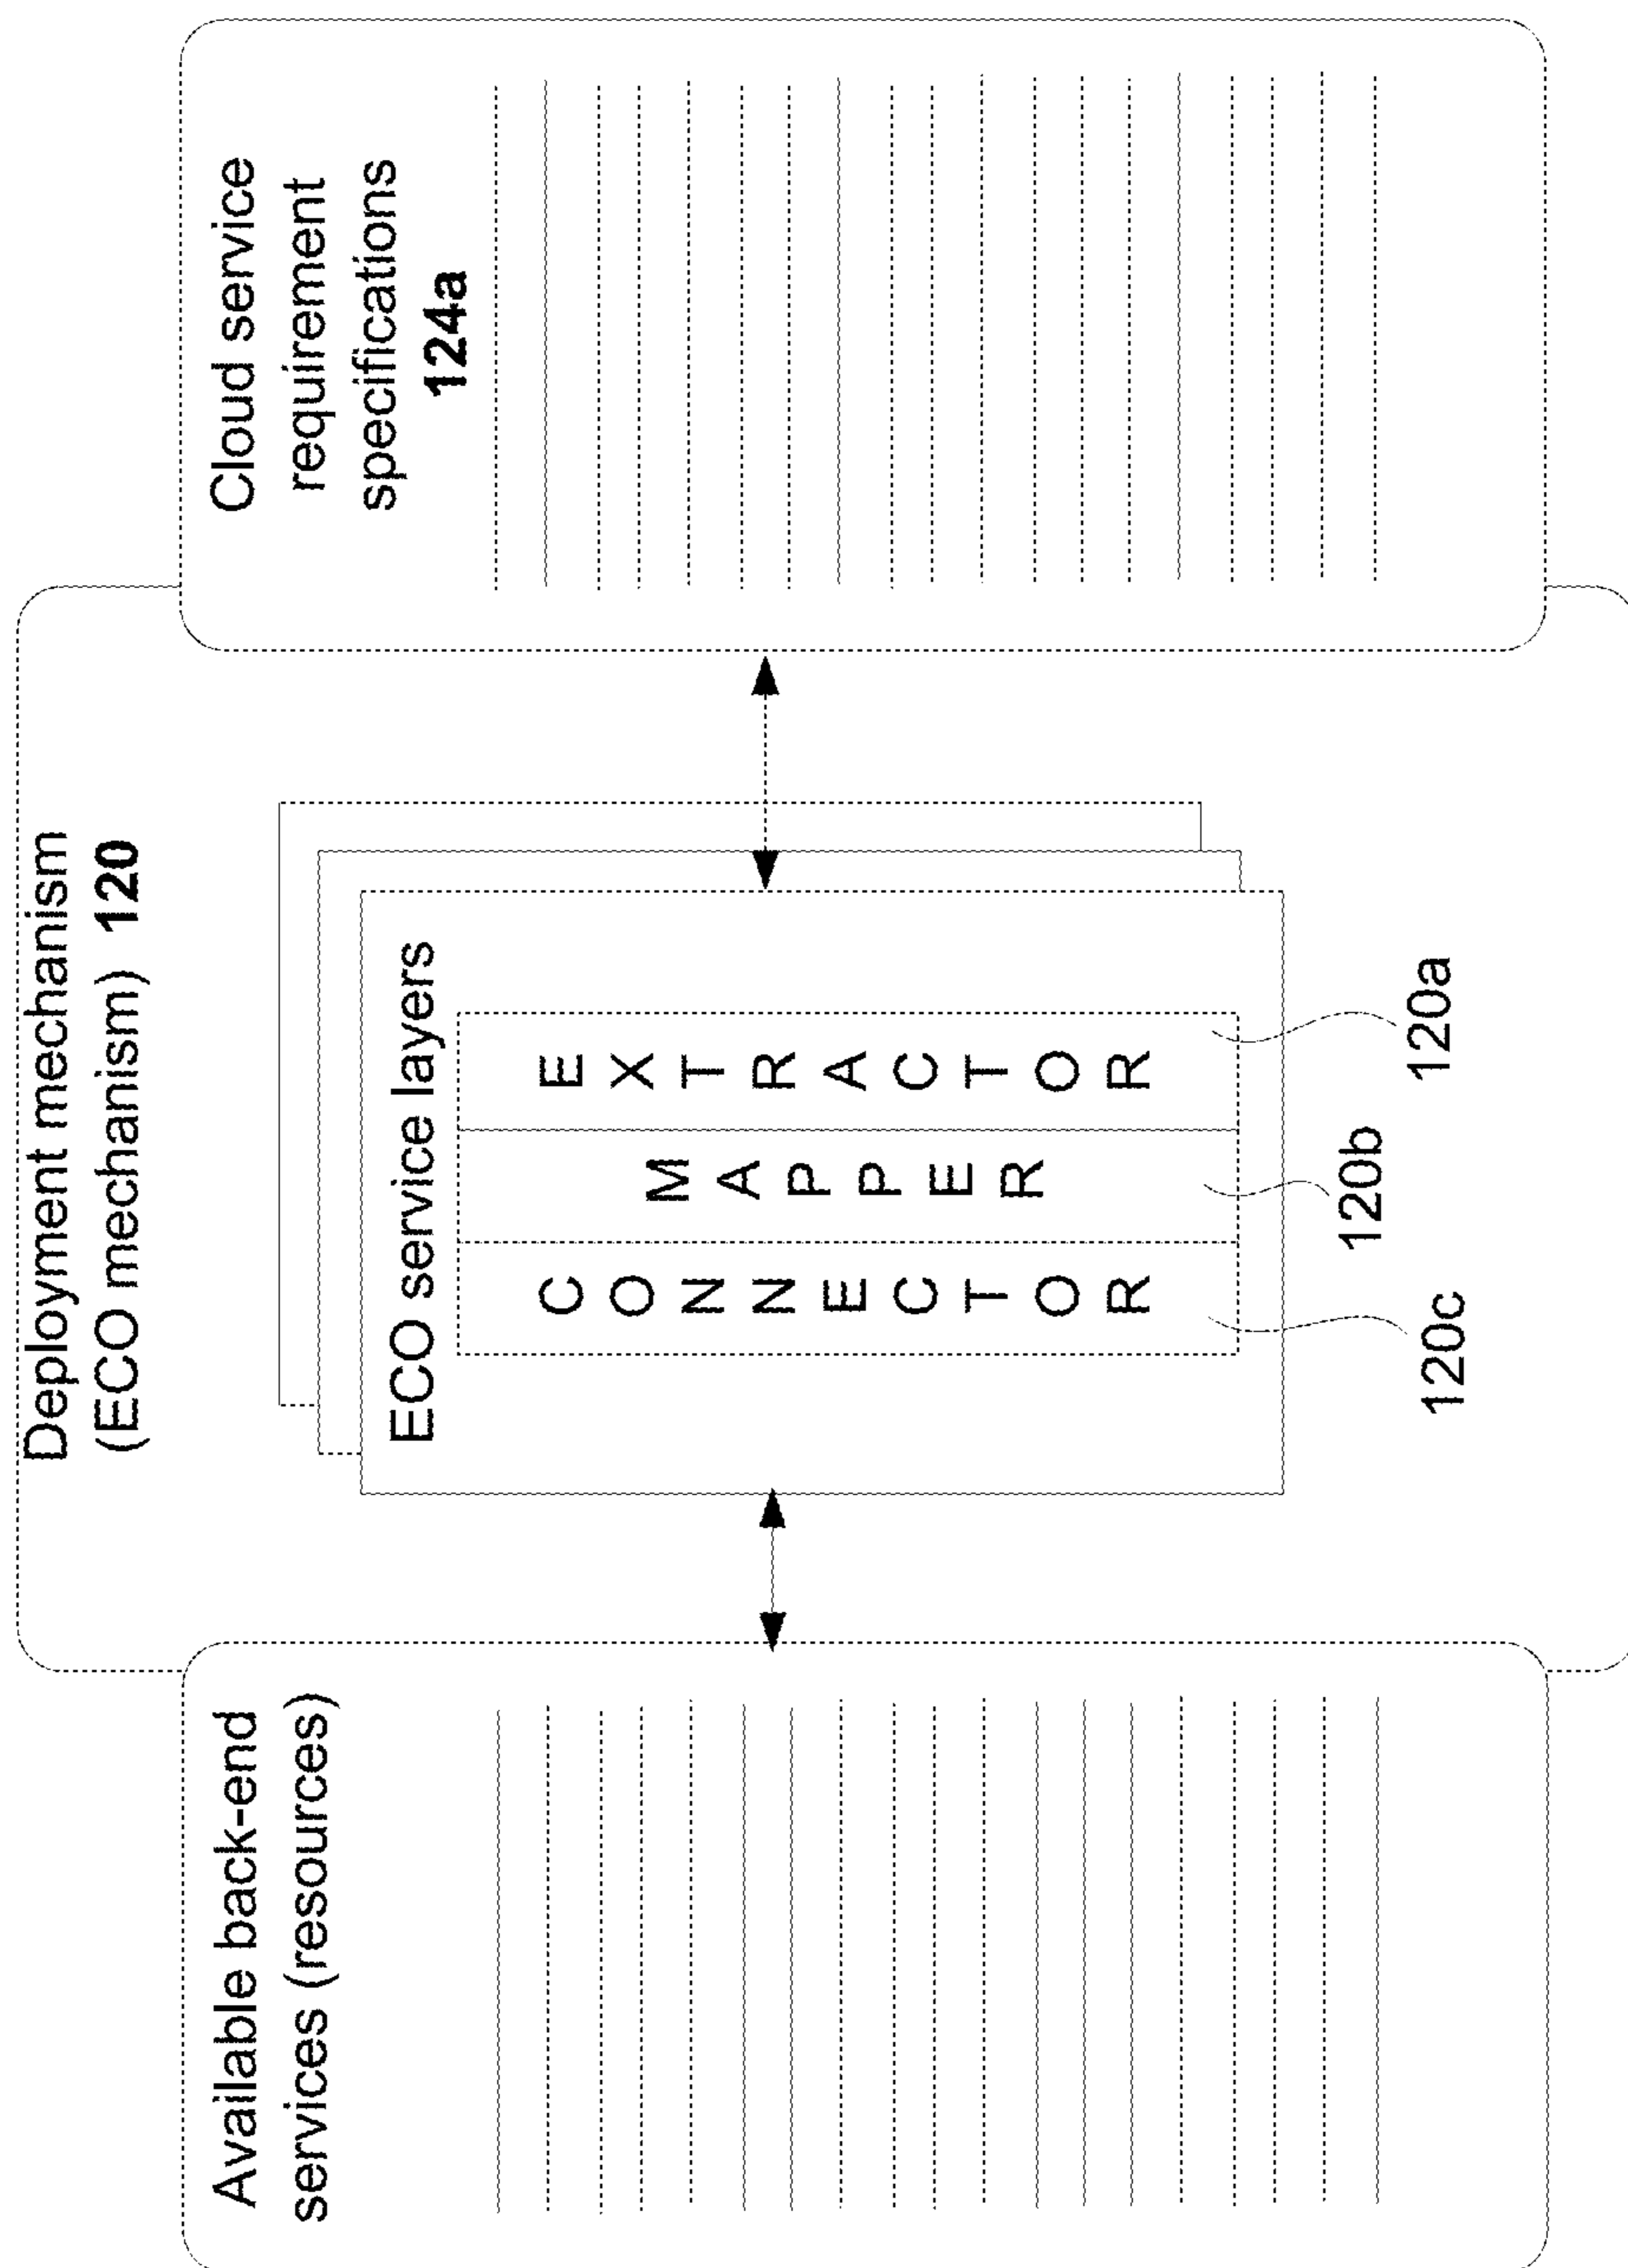 Deployment mechanism
(ECO mechanism) 120
Available back-end
services (resources)
ECO service layers
CONNECTOR
MAPPER
EXTRACTOR
120c
120b
120a
Cloud service
requirement
specifications
124a